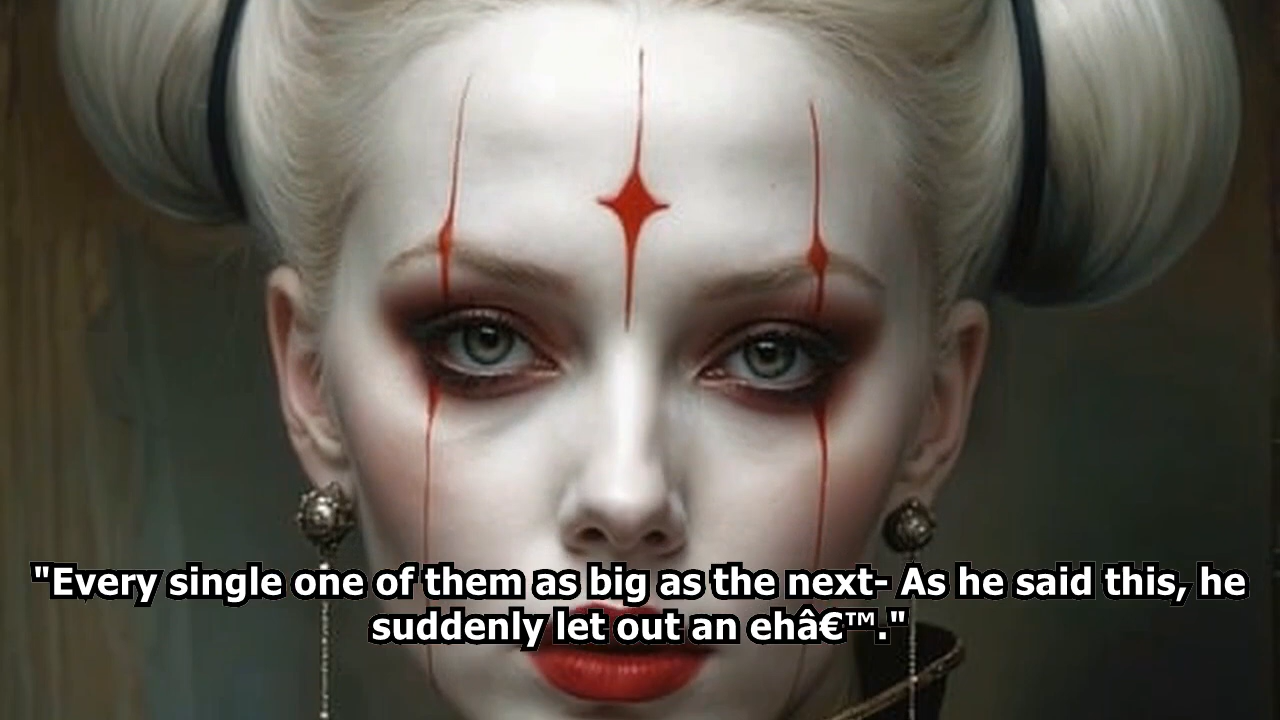 "Every single one of them as big as the next- As he said this, he
suddenly let out an ehâ€™."